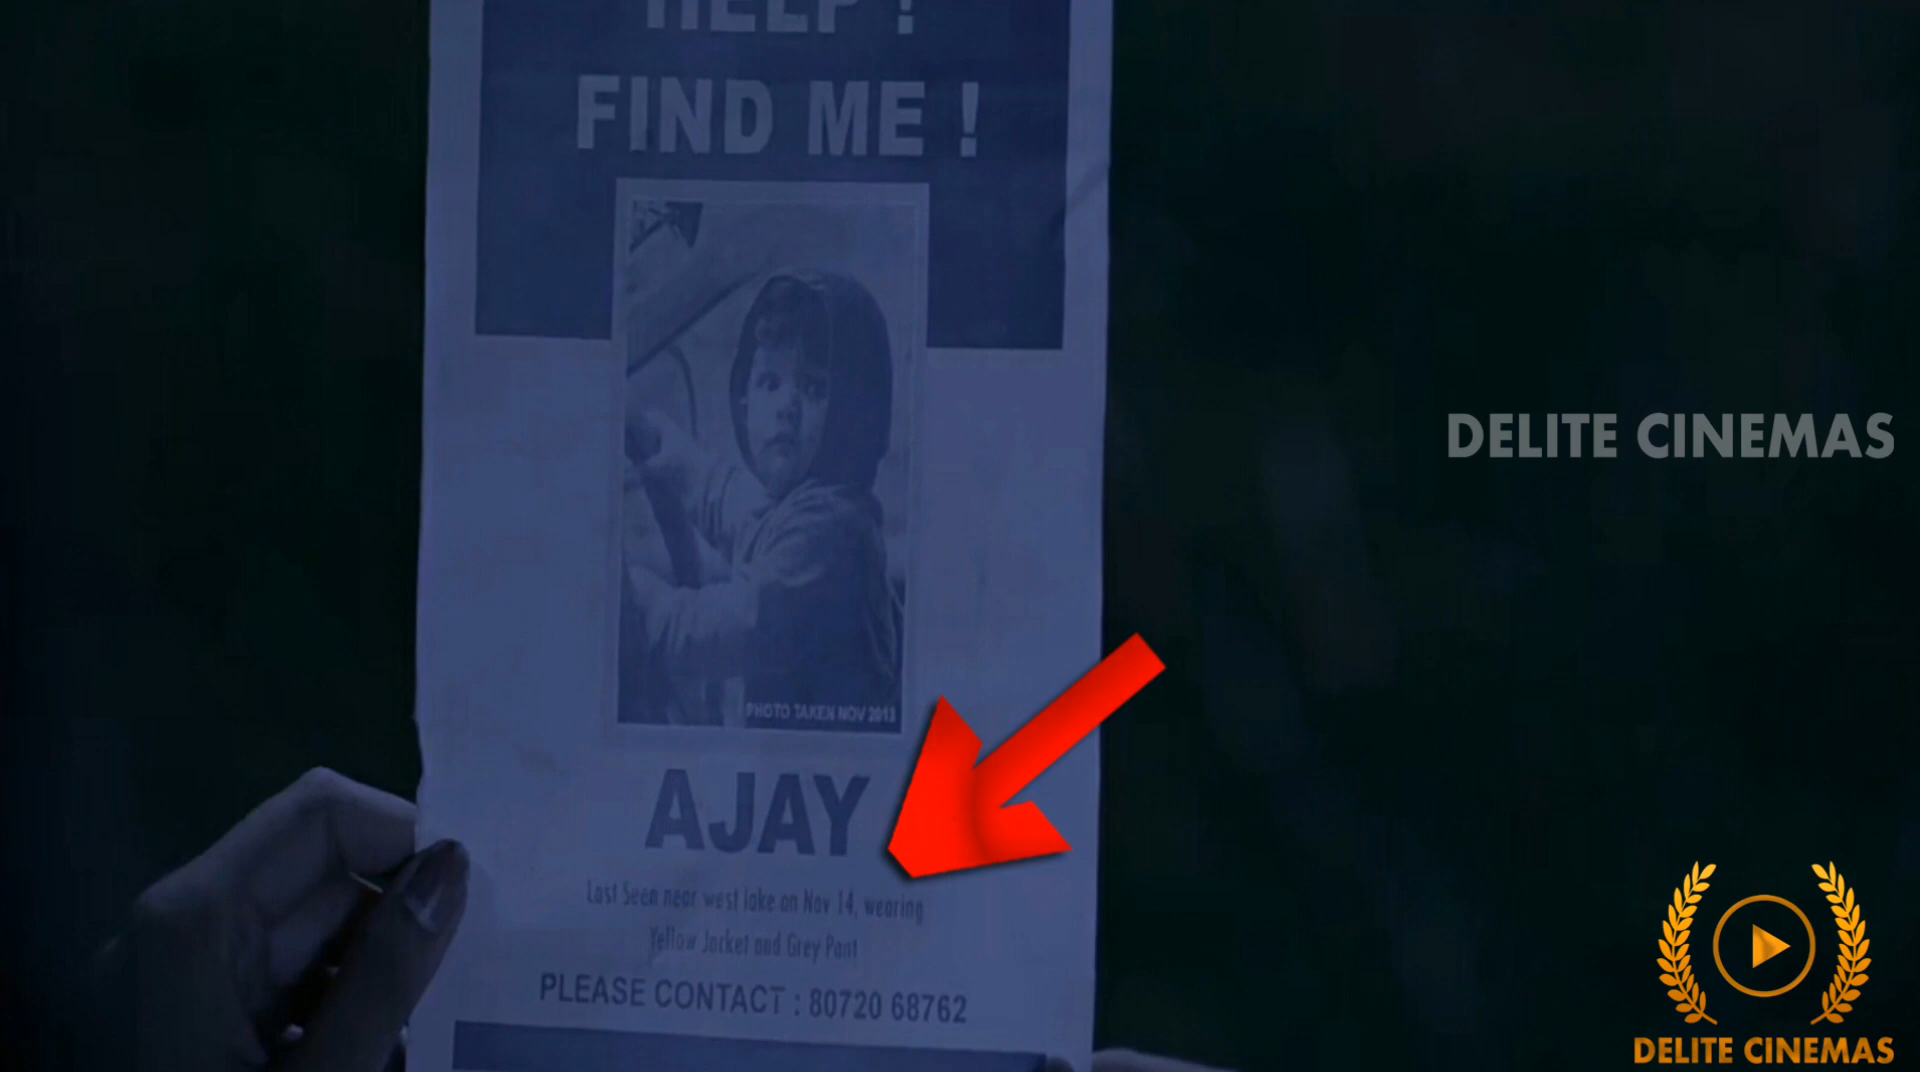 HELP !
FIND ME !
PHOTO TAKEN NOV 2013
AJAY
Last Seen near west lake on Nov 14, wearing
Yellow Jacket and Grey Pant
PLEASE CONTACT : 80720 68762
DELITE CINEMAS
DELITE CINEMAS